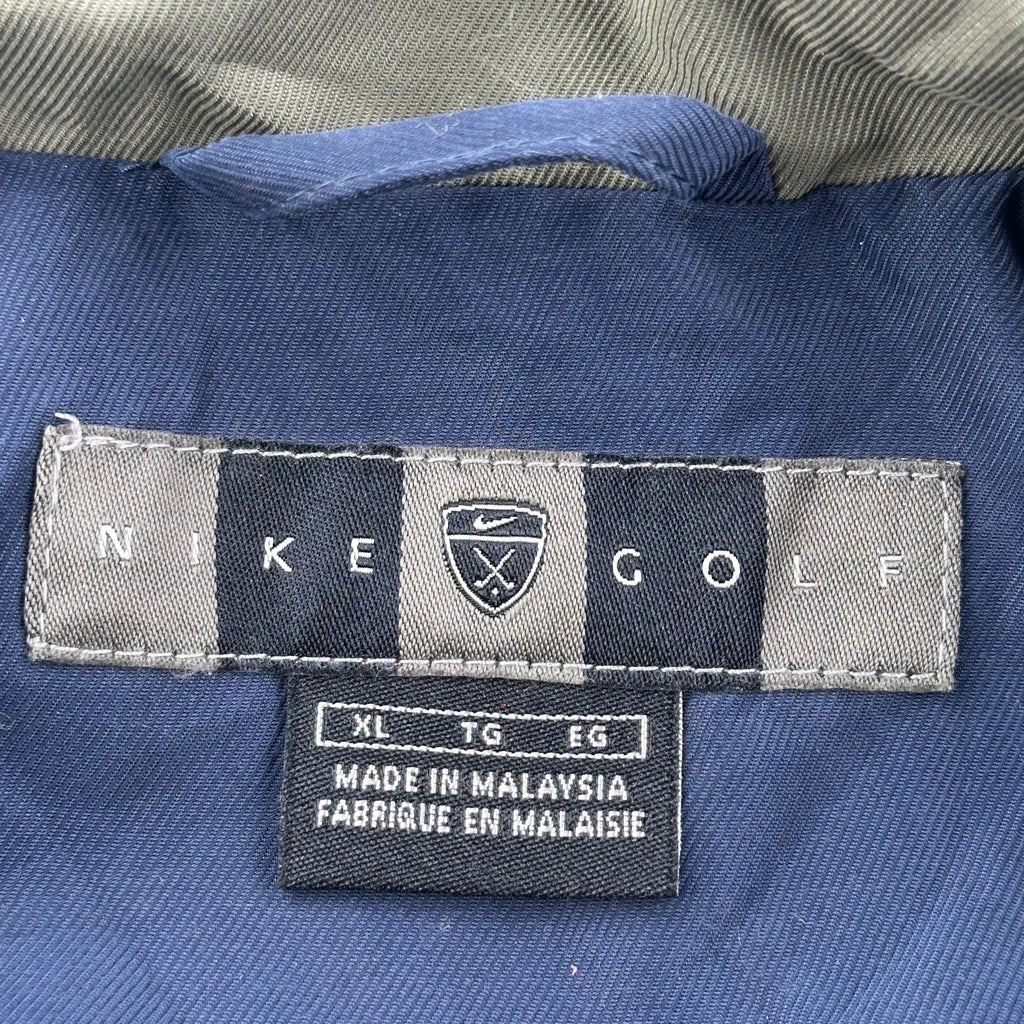 NIKE GOLF
XL TG EG
MADE IN MALAYSIA
FABRIQUE EN MALAISIE